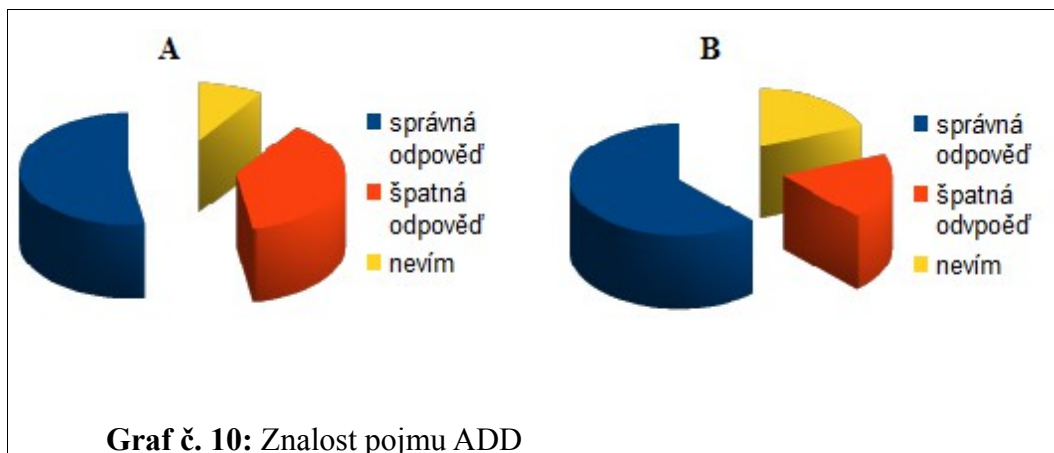 A
správná
odpověď
špatná
odpověď
nevím
B
správná
odpověď
špatná
odvpoěď
nevím
Graf č. 10: Znalost pojmu ADD